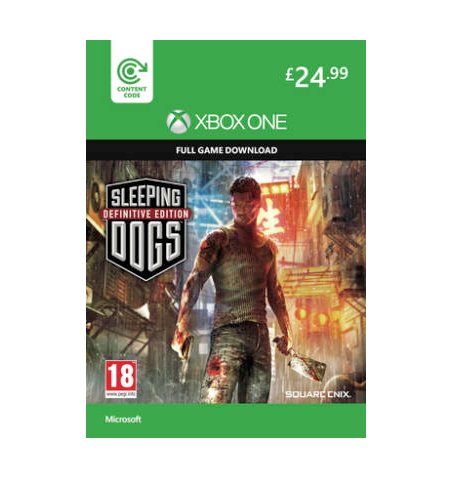 £24.99
CONTENT
CODE
XBOX ONE
FULL GAME DOWNLOAD
SLEEPING
DEFINITIVE EDITION
DOGS
生
18
www.pegi.info
SQUARE ENIX
Microsoft